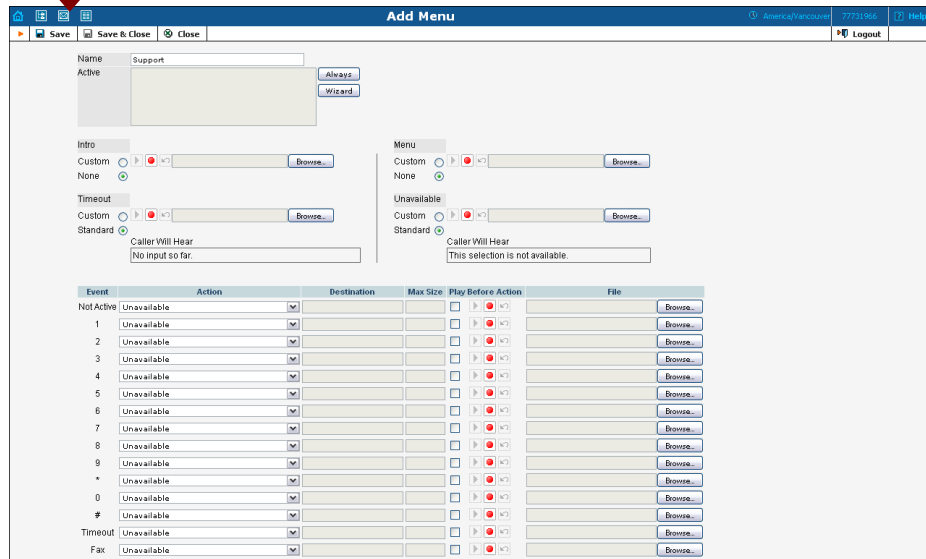 Add Menu America/Vancouver 77731966 [?] Help
Save Save & Close Close Logout
Name Support
Active Always
Wizard
Intro Menu
Custom Browse... Custom Browse...
None None
Timeout Unavailable
Custom Browse... Custom Browse...
Standard Standard
Caller Will Hear Caller Will Hear
No input so far. This selection is not available.
Event Action Destination Max Size Play Before Action File
Not Active Unavailable Browse...
1 Unavailable Browse...
2 Unavailable Browse...
3 Unavailable Browse...
4 Unavailable Browse...
5 Unavailable Browse...
6 Unavailable Browse...
7 Unavailable Browse...
8 Unavailable Browse...
9 Unavailable Browse...
* Unavailable Browse...
0 Unavailable Browse...
# Unavailable Browse...
Timeout Unavailable Browse...
Fax Unavailable Browse...